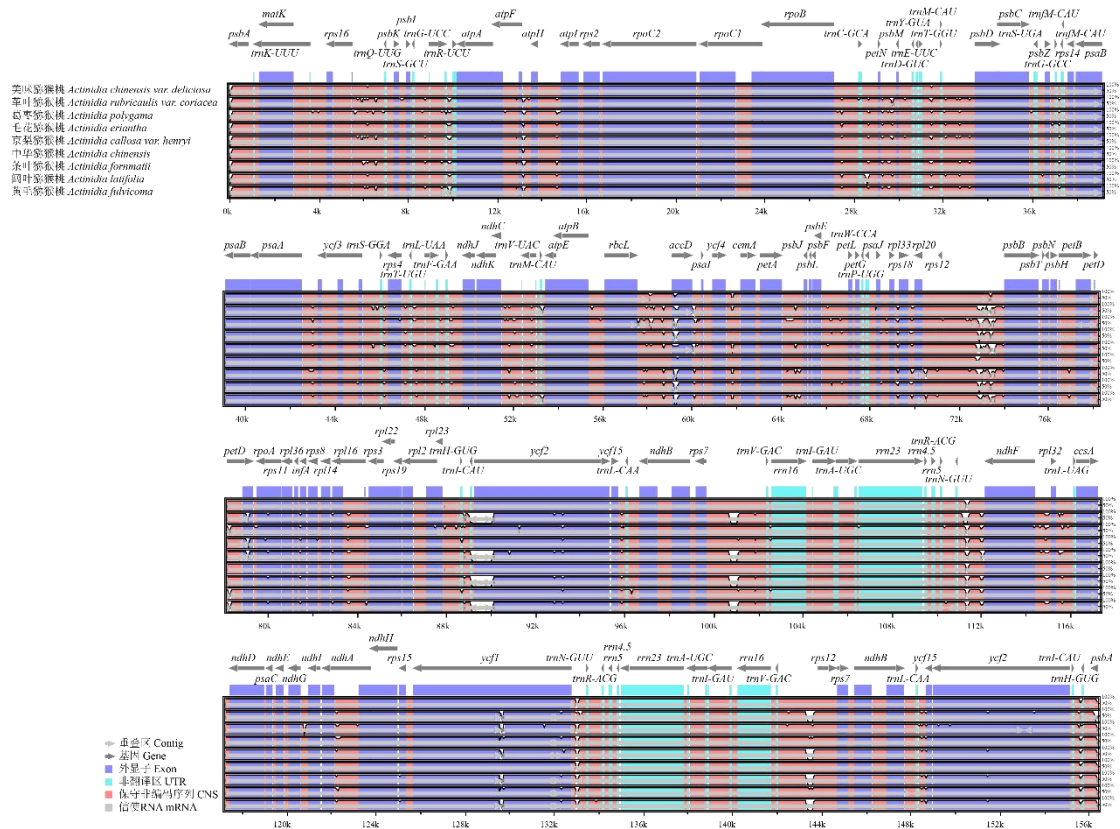 matK psbI atpF rpoB trnM-CAU trnY-GUA psbC trnfM-CAU
psbA rps16 psbK trnG-UCC atpA atpH atpI rps2 rpoC2 rpoC1 trnC-GCA psbM trnT-GGU psbD trnS-UGA trnfM-CAU
trnK-UUU trnQ-UUG trnR-UCU petN trnE-UUC psbZ rps14 psaB
trnS-GCU trnD-GUC trnG-GCC
美味猕猴桃 Actinidia chinensis var. deliciosa
革叶猕猴桃 Actinidia rubricaulis var. coriacea
葛枣猕猴桃 Actinidia polygama
毛花猕猴桃 Actinidia eriantha
京梨猕猴桃 Actinidia callosa var. henryi
中华猕猴桃 Actinidia chinensis
条叶猕猴桃 Actinidia fornmatii
阔叶猕猴桃 Actinidia latifolia
黄毛猕猴桃 Actinidia fulvicoma
0k 4k 8k 12k 16k 20k 24k 28k 32k 36k
ndhC atpB psbE trnW-CCA
psaB psaA ycf3 trnS-GGA trnL-UAA ndhJ trnV-UAC atpE rbcL accD ycf4 cemA psbJ psbF petL psaJ rpl33 rpl20 psbB psbN petB
rps4 trnF-GAA ndhK trnM-CAU psaI petA psbL petG rps18 rps12 psbT psbH petD
trnT-UGU trnP-UGG
40k 44k 48k 52k 56k 60k 64k 68k 72k 76k
rpl22 rpl23 trnR-ACG
petD rpoA rpl36 rps8 rpl16 rps3 rpl2 trnH-GUG ycf2 ycf15 ndhB rps7 trnV-GAC trnI-GAU rrn23 rrn4.5 ndhF rpl32 ccsA
rps11 infA rpl14 rps19 trnI-CAU trnL-CAA rrn16 trnA-UGC rrn5 trnN-GUU trnL-UAG
80k 84k 88k 92k 96k 100k 104k 108k 112k 116k
ndhH rrn4.5
ndhD ndhE ndhI ndhA rps15 ycf1 trnN-GUU rrn5 rrn23 trnA-UGC rrn16 rps12 ndhB ycf15 ycf2 trnI-CAU psbA
psaC ndhG trnR-ACG trnI-GAU trnV-GAC rps7 trnL-CAA trnH-GUG
重叠区 Contig
基因 Gene
外显子 Exon
非翻译区 UTR
保守非编码序列 CNS
信使RNA mRNA
120k 124k 128k 132k 136k 140k 144k 148k 152k 156k